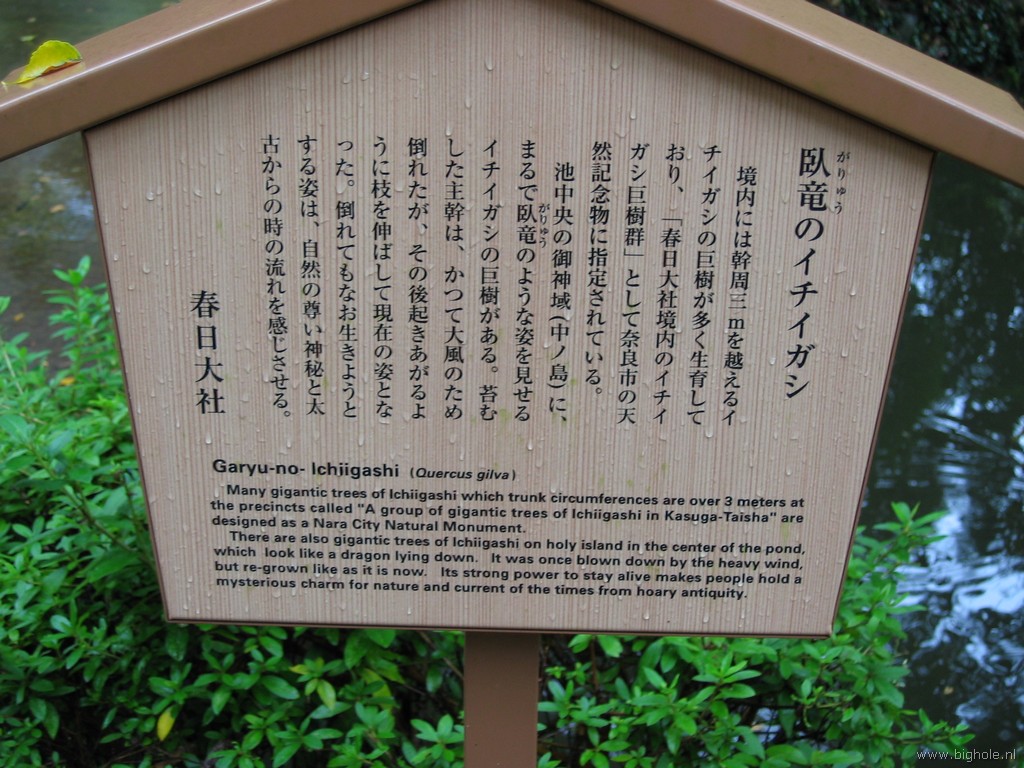 臥竜のイチイガシ
がりゅう
境内には幹周三mを越えるイ
チイガシの巨樹が多く生育して
おり、「春日大社境内のイチイ
ガシ巨樹群」として奈良市の天
然記念物に指定されている。
池中央の御神域(中ノ島)に、
まるで臥竜のような姿を見せる
がりゅう
イチイガシの巨樹がある。苔む
した主幹は、かつて大風のため
倒れたが、その後起きあがるよ
うに枝を伸ばして現在の姿とな
った。倒れてもなお生きようと
する姿は、自然の尊い神秘と太
古からの時の流れを感じさせる。
春日大社
Garyu-no- Ichiigashi (Quercus gilva)
Many gigantic trees of Ichiigashi which trunk circumferences are over 3 meters at
the precincts called "A group of gigantic trees of Ichiigashi in Kasuga-Taisha" are
designed as a Nara City Natural Monument.
There are also gigantic trees of Ichiigashi on holy island in the center of the pond,
which look like a dragon lying down. It was once blown down by the heavy wind,
but re-grown like as it is now. Its strong power to stay alive makes people hold a
mysterious charm for nature and current of the times from hoary antiquity.
www.bighole.nl